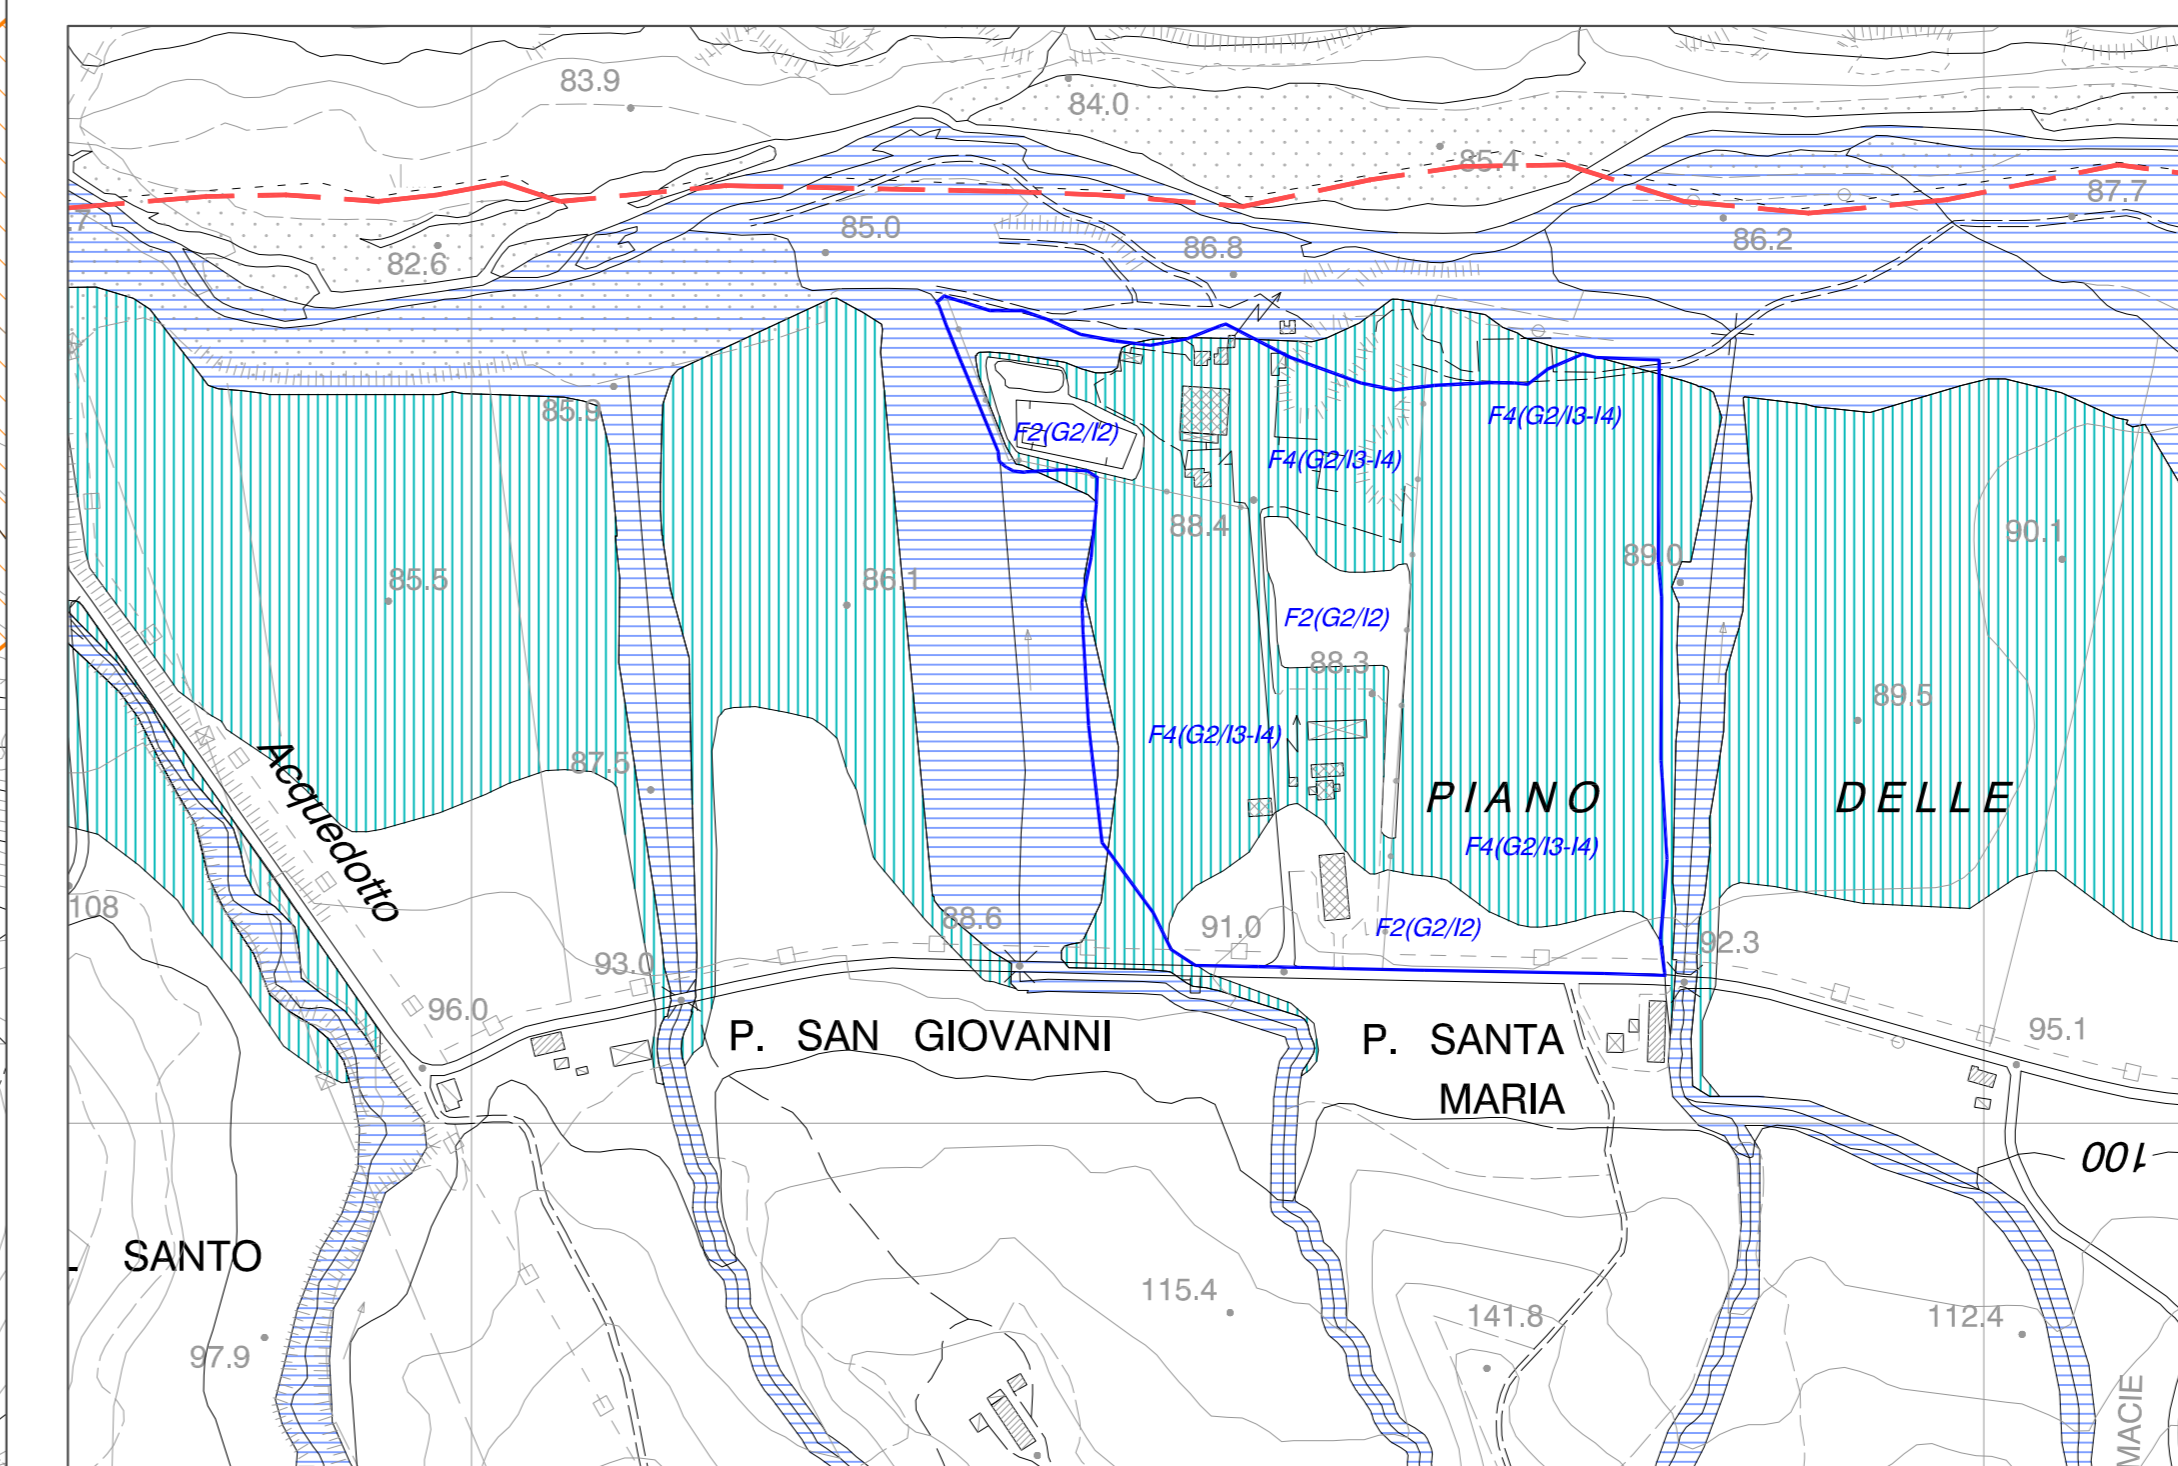 83.9
84.0
85.4
87.7
.7
85.0
86.2
86.8
82.6
85.9
F4(G2/I3-I4)
F2(G2/I2)
F4(G2/I3-I4)
88.4
90.1
89.0
85.5
86.1
F2(G2/I2)
88.3
89.5
F4(G2/I3-I4)
87.5
Acquedotto
PIANO DELLE
F4(G2/I3-I4)
108
88.6
91.0
F2(G2/I2)
92.3
93.0
96.0
95.1
P. SAN GIOVANNI
P. SANTA
MARIA
100
SANTO
115.4
141.8
112.4
97.9
MACIE